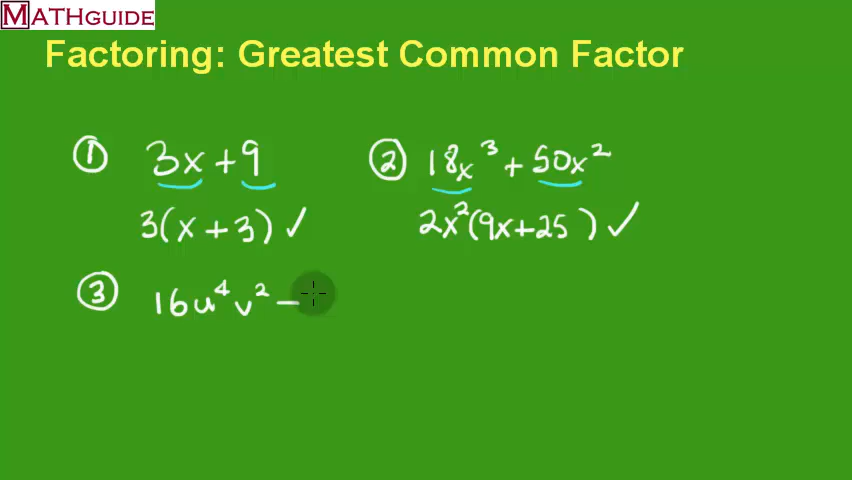 MATHGUIDE
Factoring: Greatest Common Factor
① 3x + 9
3(x + 3) ✓
② 18x³ + 50x²
2x²(9x + 25) ✓
③ 16u⁴v² −